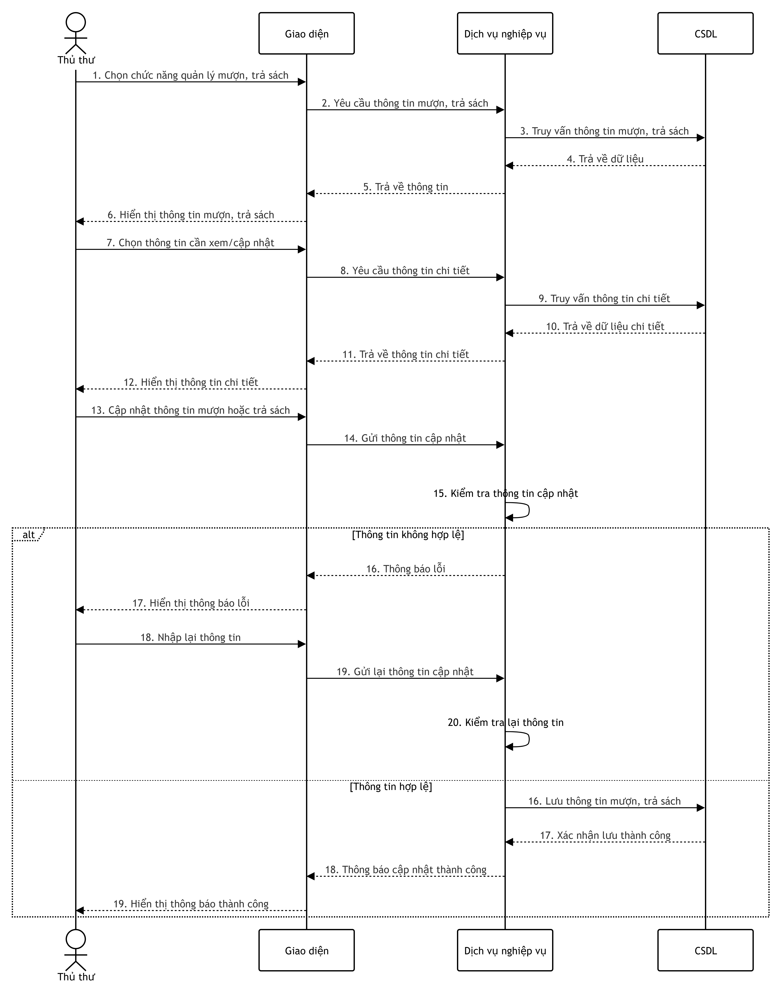 Giao diện
Dịch vụ nghiệp vụ
CSDL
Thủ thư
1. Chọn chức năng quản lý mượn, trả sách
2. Yêu cầu thông tin mượn, trả sách
3. Truy vấn thông tin mượn, trả sách
4. Trả về dữ liệu
5. Trả về thông tin
6. Hiển thị thông tin mượn, trả sách
7. Chọn thông tin cần xem/cập nhật
8. Yêu cầu thông tin chi tiết
9. Truy vấn thông tin chi tiết
10. Trả về dữ liệu chi tiết
11. Trả về thông tin chi tiết
12. Hiển thị thông tin chi tiết
13. Cập nhật thông tin mượn hoặc trả sách
14. Gửi thông tin cập nhật
15. Kiểm tra thông tin cập nhật
alt
[Thông tin không hợp lệ]
16. Thông báo lỗi
17. Hiển thị thông báo lỗi
18. Nhập lại thông tin
19. Gửi lại thông tin cập nhật
20. Kiểm tra lại thông tin
[Thông tin hợp lệ]
16. Lưu thông tin mượn, trả sách
17. Xác nhận lưu thành công
18. Thông báo cập nhật thành công
19. Hiển thị thông báo thành công
Giao diện
Dịch vụ nghiệp vụ
CSDL
Thủ thư